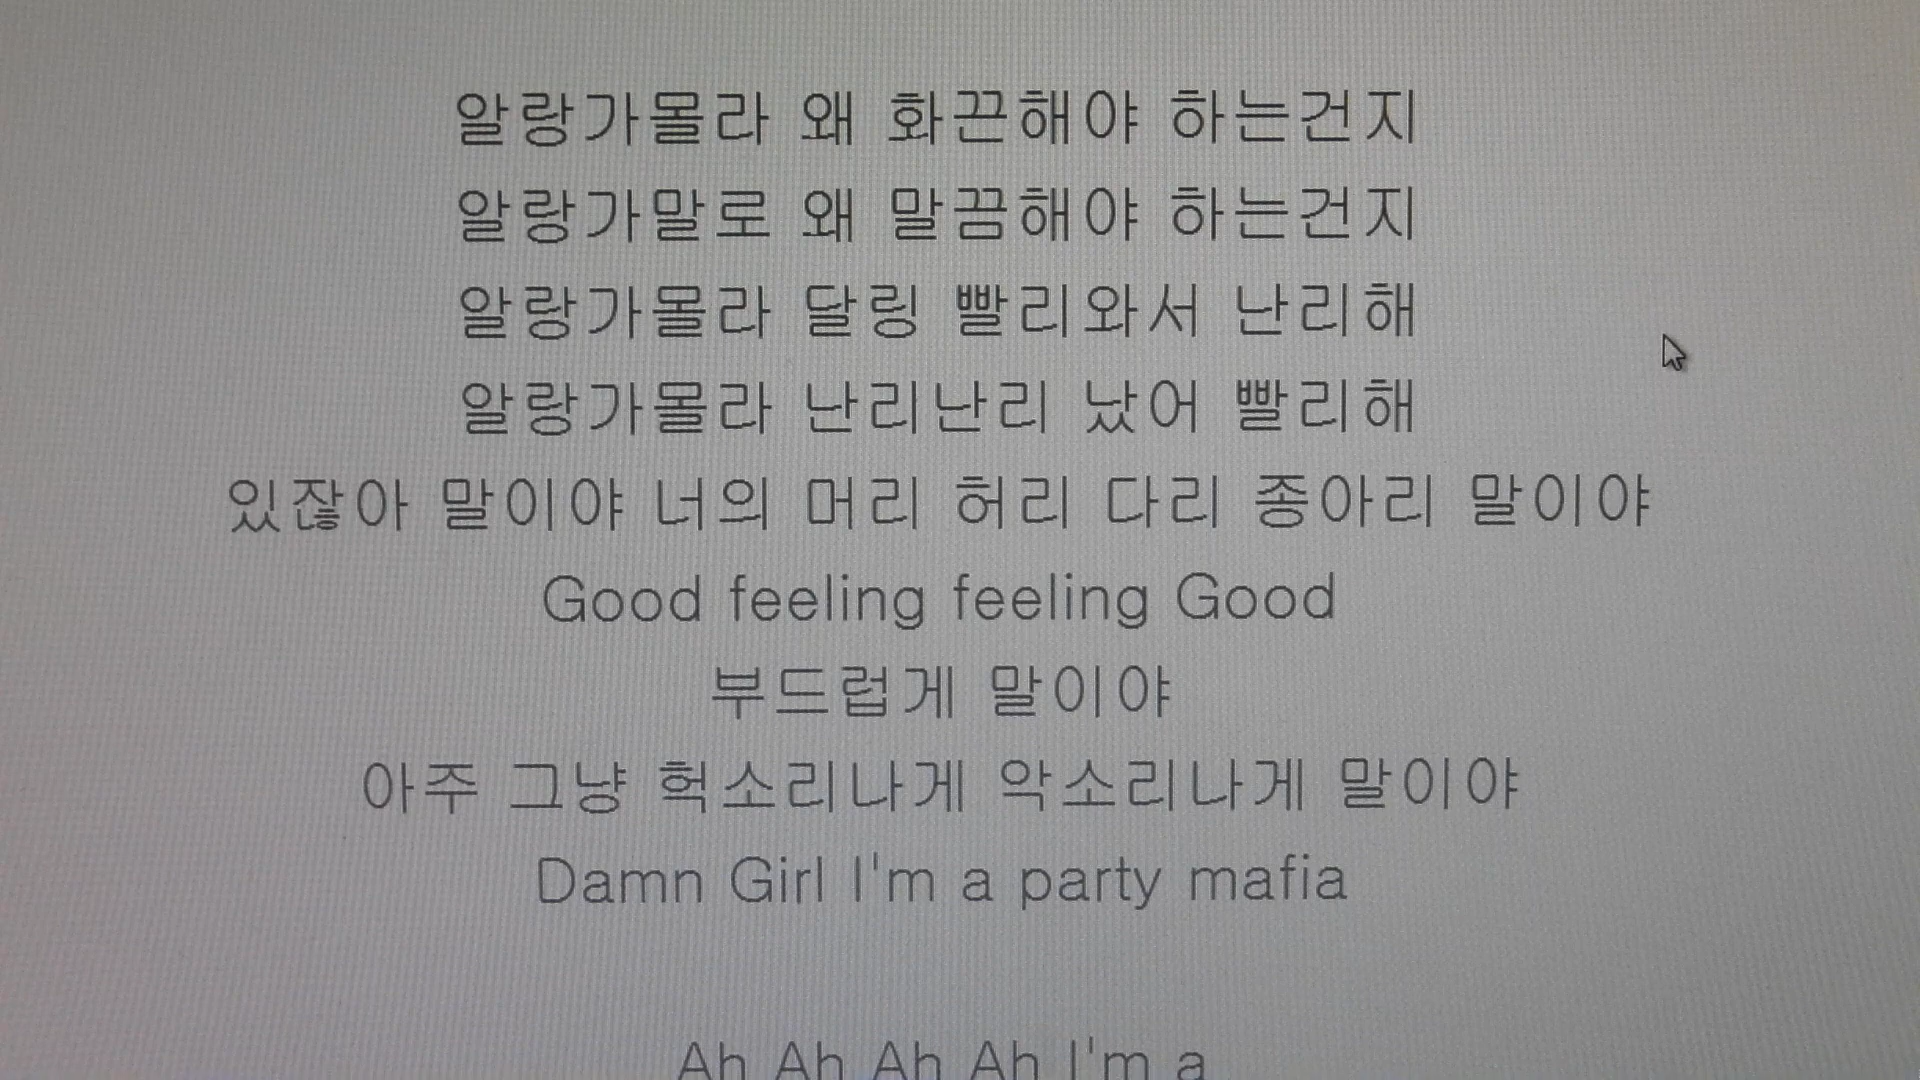 알랑가몰라 왜 화끈해야 하는건지
알랑가말로 왜 말끔해야 하는건지
알랑가몰라 달링 빨리와서 난리해
알랑가몰라 난리난리 났어 빨리해
있잖아 말이야 너의 머리 허리 다리 종아리 말이야
Good feeling feeling Good
부드럽게 말이야
아주 그냥 헉소리나게 악소리나게 말이야
Damn Girl I'm a party mafia
Ah Ah Ah Ah I'm a